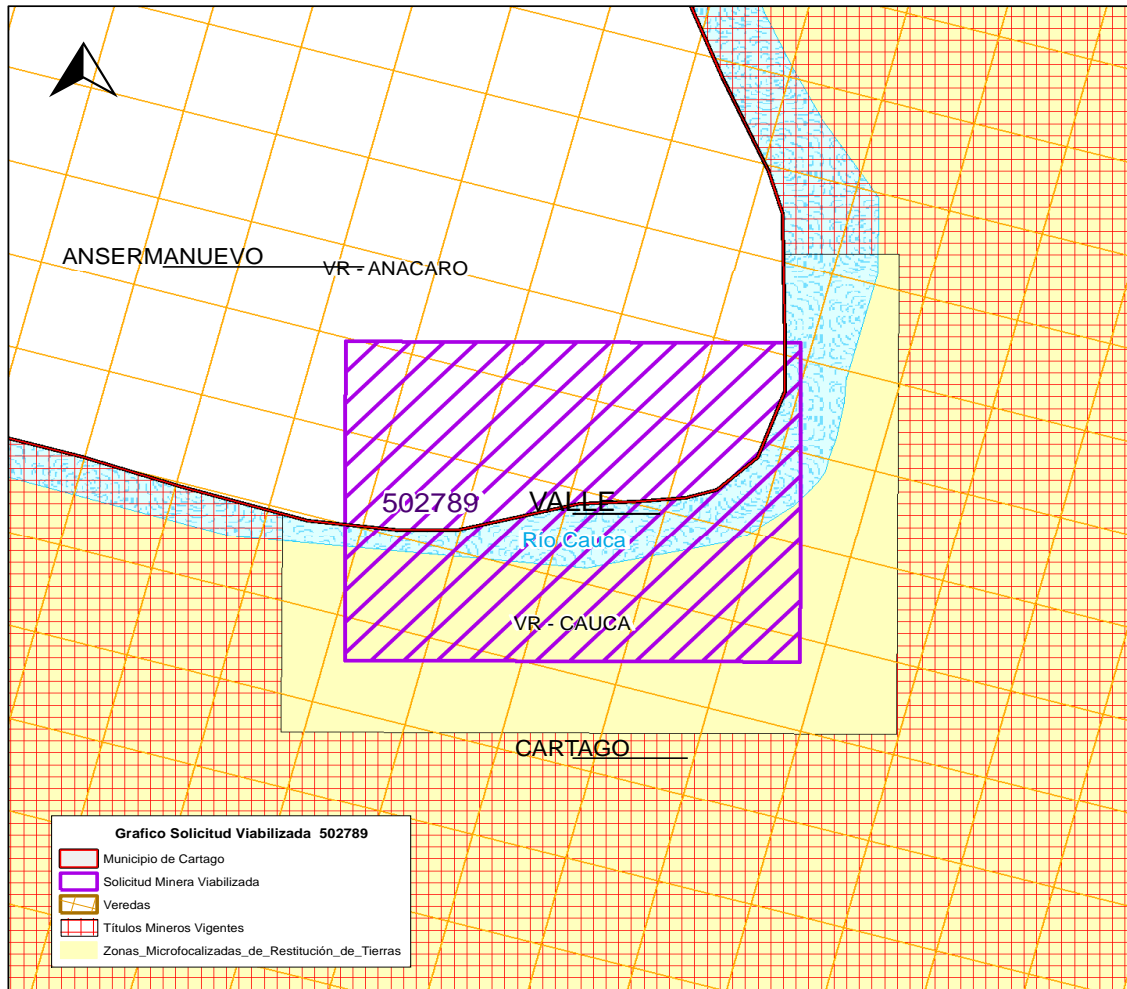 ANSERMANUEVO
VR - ANACARO
502789
VALLE
Río Cauca
VR - CAUCA
CARTAGO
Grafico Solicitud Viabilizada 502789
Municipio de Cartago
Solicitud Minera Viabilizada
Veredas
Títulos Mineros Vigentes
Zonas_Microfocalizadas_de_Restitución_de_Tierras